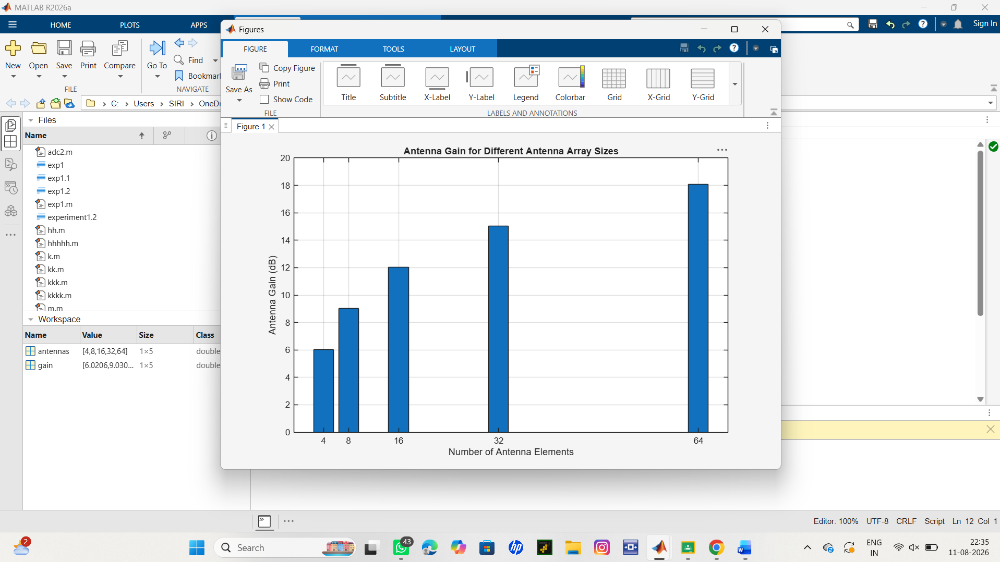 MATLAB R2026a
HOME PLOTS APPS
Sign In
New Open Save Print Compare Go To Find
FILE NAVIGATE
C: Users SIRI
Files
Name
adc2.m
exp1
exp1.1
exp1.2
exp1.m
experiment1.2
hh.m
hhhhh.m
k.m
kk.m
kkk.m
kkkk.m
m.m
Workspace
Name Value Size Class
antennas [4,8,16,32,64] 1×5 double
gain [6.0206,9.030... 1×5 double
Figures
FIGURE FORMAT TOOLS LAYOUT
Save As
Copy Figure
Print
Show Code
FILE
Title Subtitle X-Label Y-Label Legend Colorbar Grid X-Grid Y-Grid
LABELS AND ANNOTATIONS
Figure 1
Antenna Gain for Different Antenna Array Sizes
Antenna Gain (dB)
20
18
16
14
12
10
8
6
4
2
0
4 8 16 32 64
Number of Antenna Elements
Editor: 100% UTF-8 CRLF Script Ln 12 Col 1
2
Search
43
hp
ENG
IN
22:35
11-08-2026